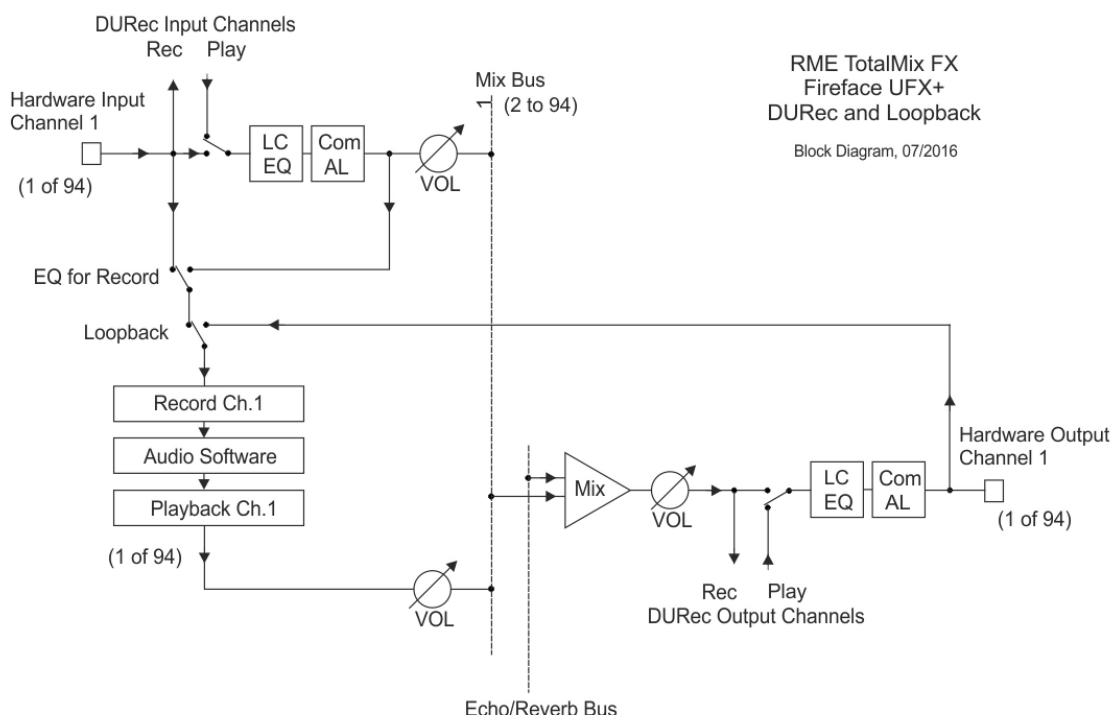 DURec Input Channels
Rec Play
Hardware Input
Channel 1
(1 of 94)
LC
EQ
Com
AL
VOL
Mix Bus
1 (2 to 94)
RME TotalMix FX
Fireface UFX+
DURec and Loopback
Block Diagram, 07/2016
EQ for Record
Loopback
Record Ch.1
Audio Software
Playback Ch.1
(1 of 94)
VOL
Mix
VOL
LC
EQ
Com
AL
Hardware Output
Channel 1
(1 of 94)
Rec Play
DURec Output Channels
Echo/Reverb Bus